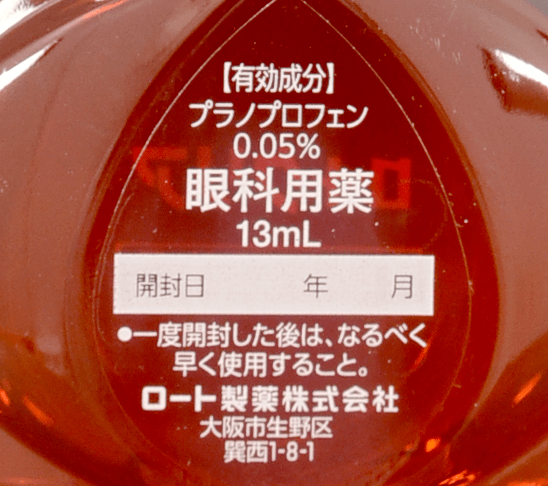 【有効成分】
プラノプロフェン
0.05%
眼科用薬
13mL
開封日 年 月
●一度開封した後は、なるべく
早く使用すること。
ロート製薬株式会社
大阪市生野区
巽西1-8-1